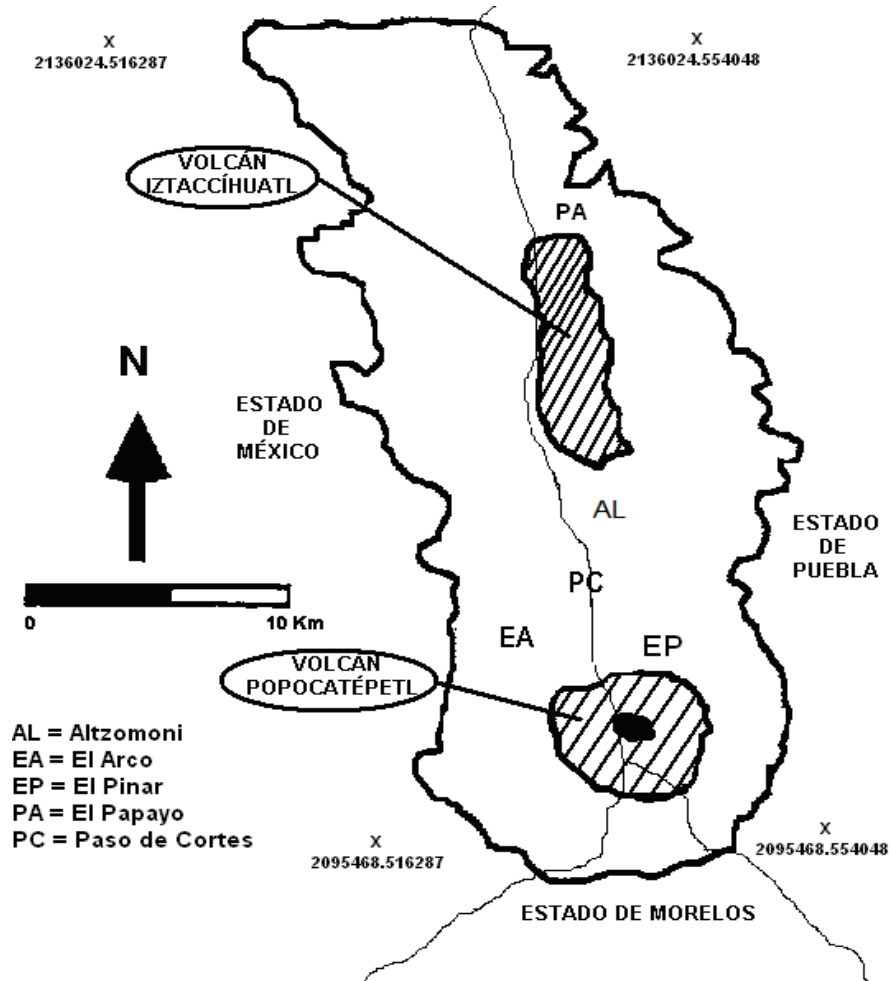 X
2136024.516287
X
2136024.554048
VOLCÁN
IZTACCÍHUATL
PA
N
ESTADO
DE
MÉXICO
AL
ESTADO
DE
PUEBLA
PC
0
10 Km
EA
EP
VOLCÁN
POPOCATÉPETL
AL = Altzomoni
EA = El Arco
EP = El Pinar
PA = El Papayo
PC = Paso de Cortes
X
2095468.516287
X
2095468.554048
ESTADO DE MORELOS